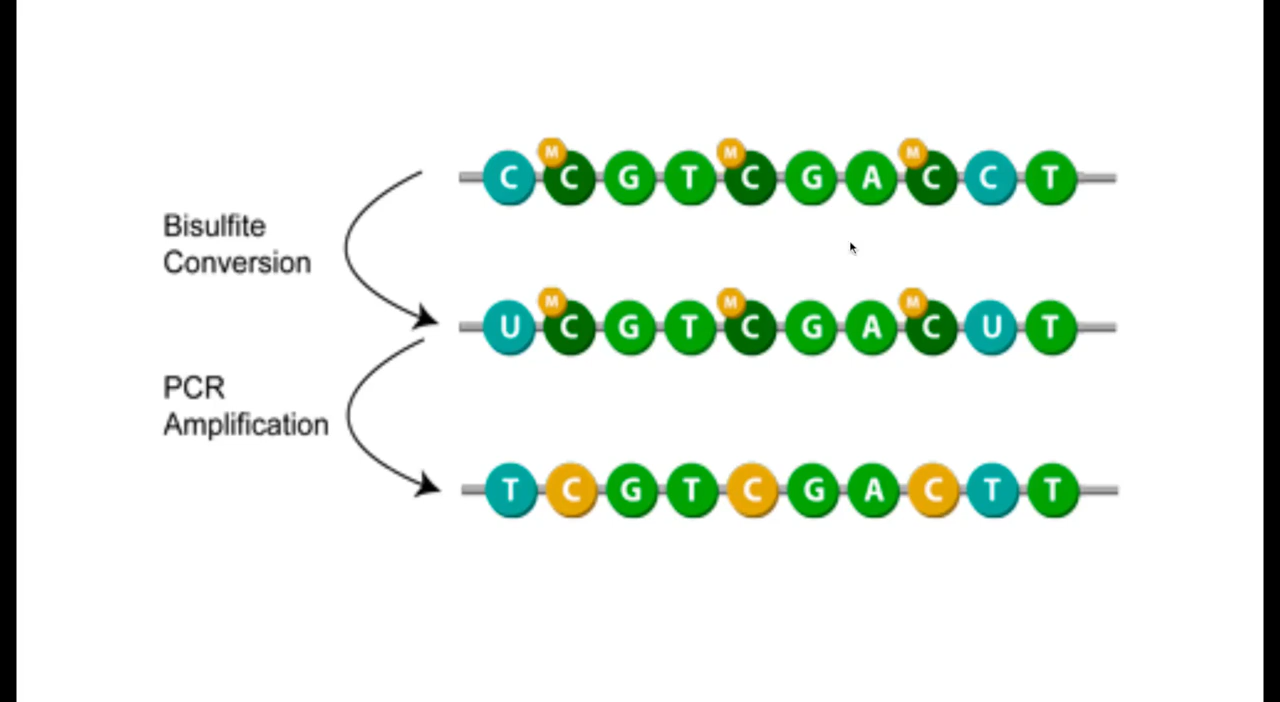 M M M
C C G T C G A C C T
Bisulfite
Conversion
M M M
U C G T C G A C U T
PCR
Amplification
T C G T C G A C T T